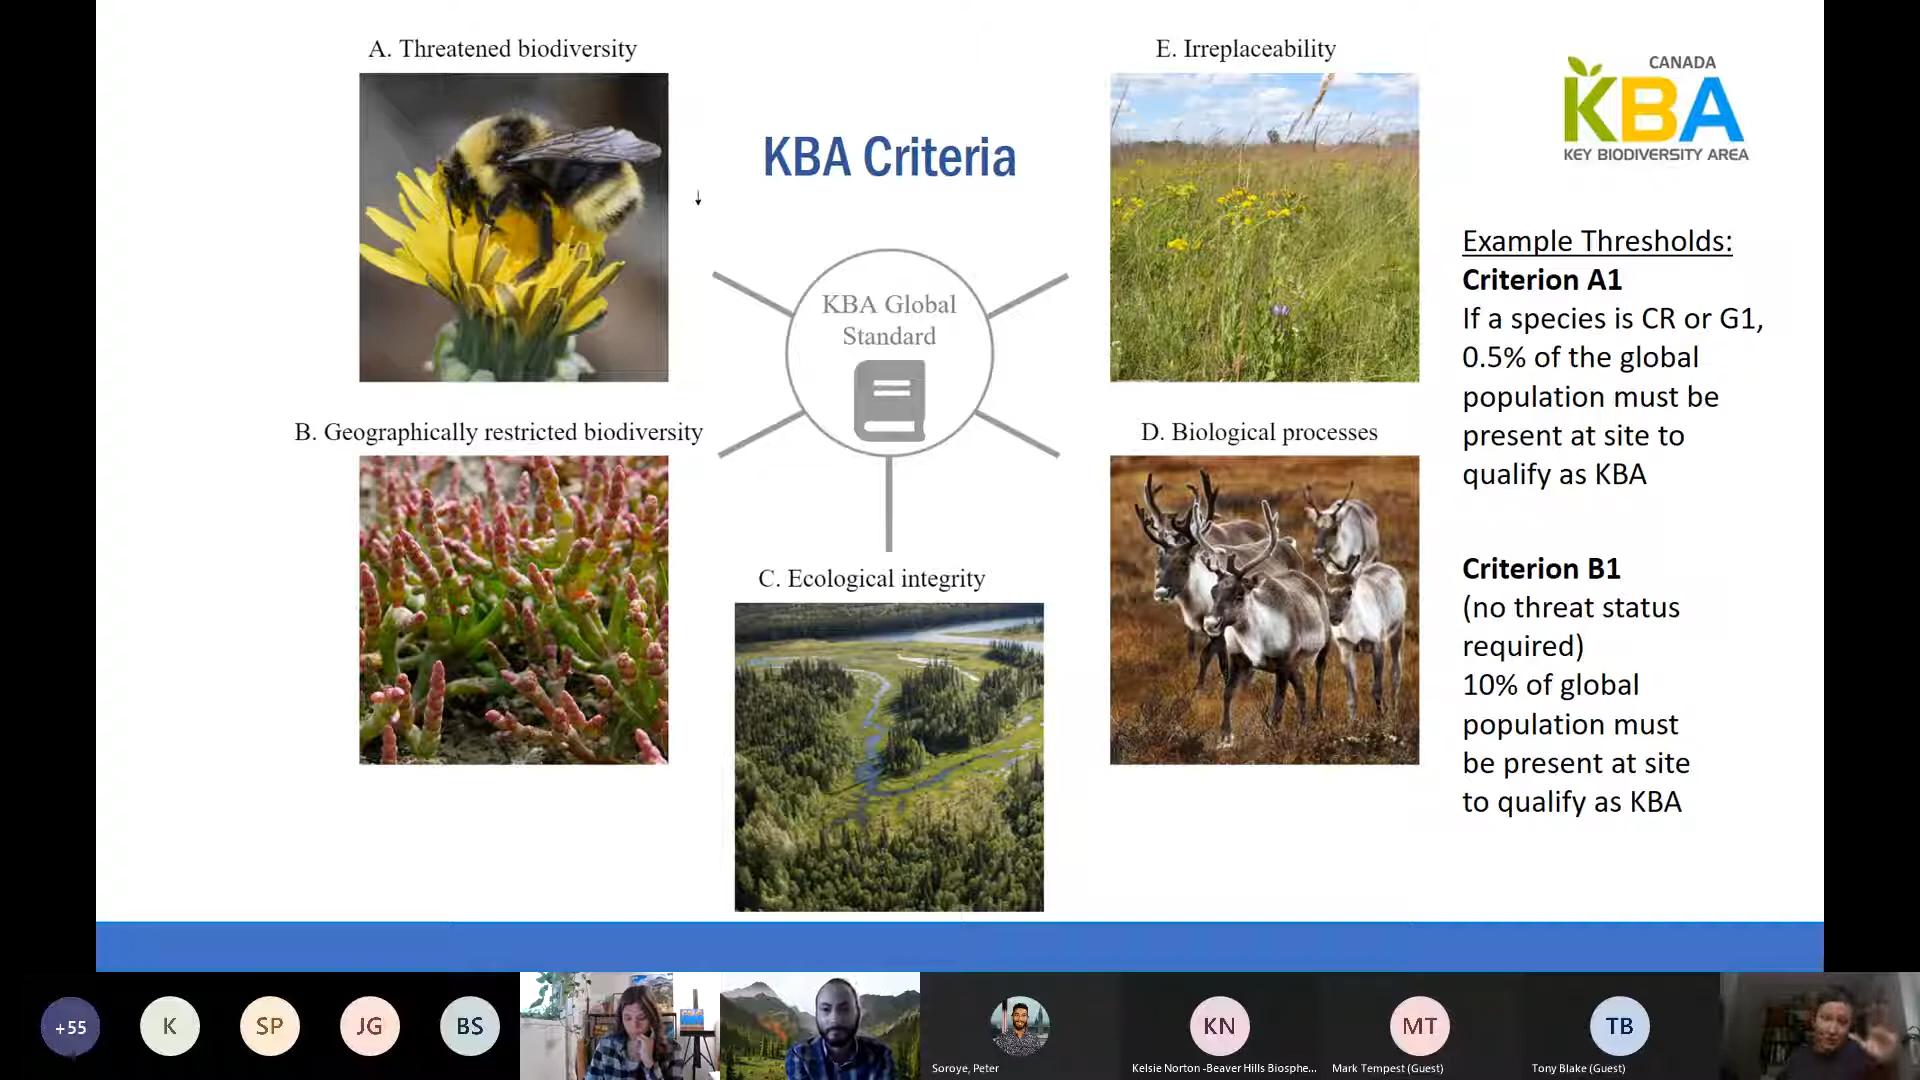 A. Threatened biodiversity
E. Irreplaceability
CANADA
KBA
KEY BIODIVERSITY AREA
KBA Criteria
KBA Global
Standard
Example Thresholds:
Criterion A1
If a species is CR or G1,
0.5% of the global
population must be
present at site to
qualify as KBA
B. Geographically restricted biodiversity
D. Biological processes
C. Ecological integrity
Criterion B1
(no threat status
required)
10% of global
population must
be present at site
to qualify as KBA
+55
K
SP
JG
BS
KN
MT
TB
Soroye, Peter
Kelsie Norton -Beaver Hills Biosphe...
Mark Tempest (Guest)
Tony Blake (Guest)